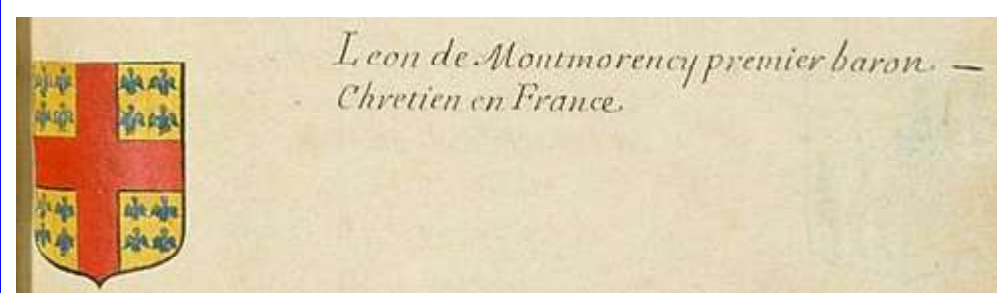 Leon de Montmorency premier baron —
Chretien en France.